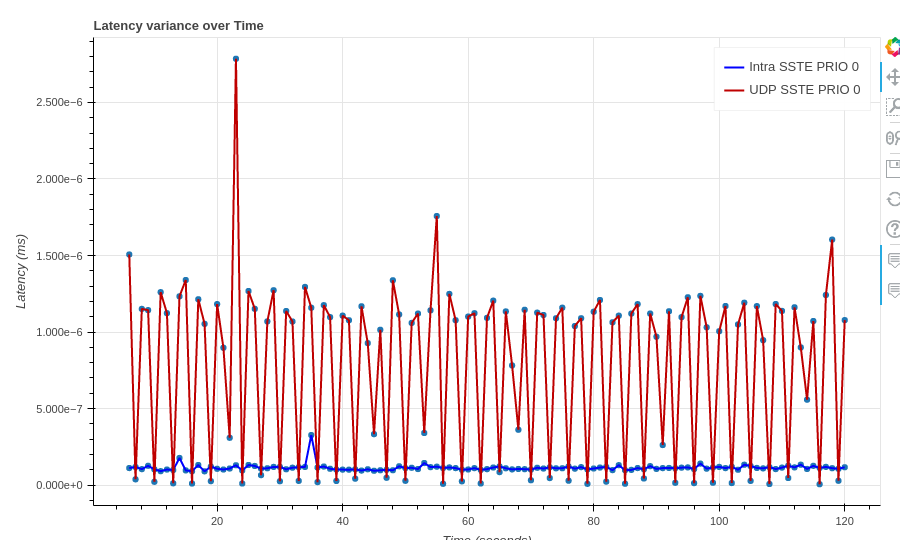 Latency variance over Time
Intra SSTE PRIO 0
UDP SSTE PRIO 0
Latency (ms)
2.500e−6
2.000e−6
1.500e−6
1.000e−6
5.000e−7
0.000e+0
20
40
60
80
100
120
Time (seconds)